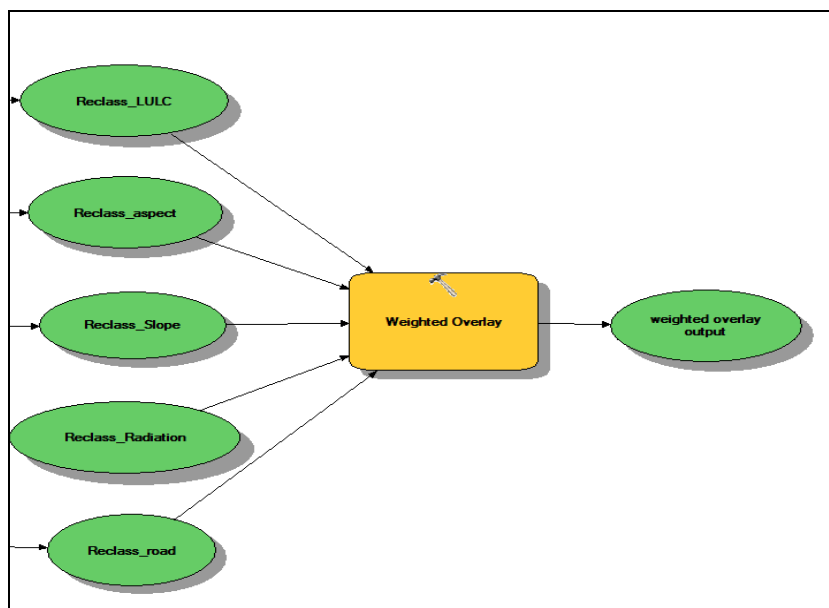 Reclass_LULC
Reclass_aspect
Reclass_Slope
Weighted Overlay
weighted overlay
output
Reclass_Radiation
Reclass_road